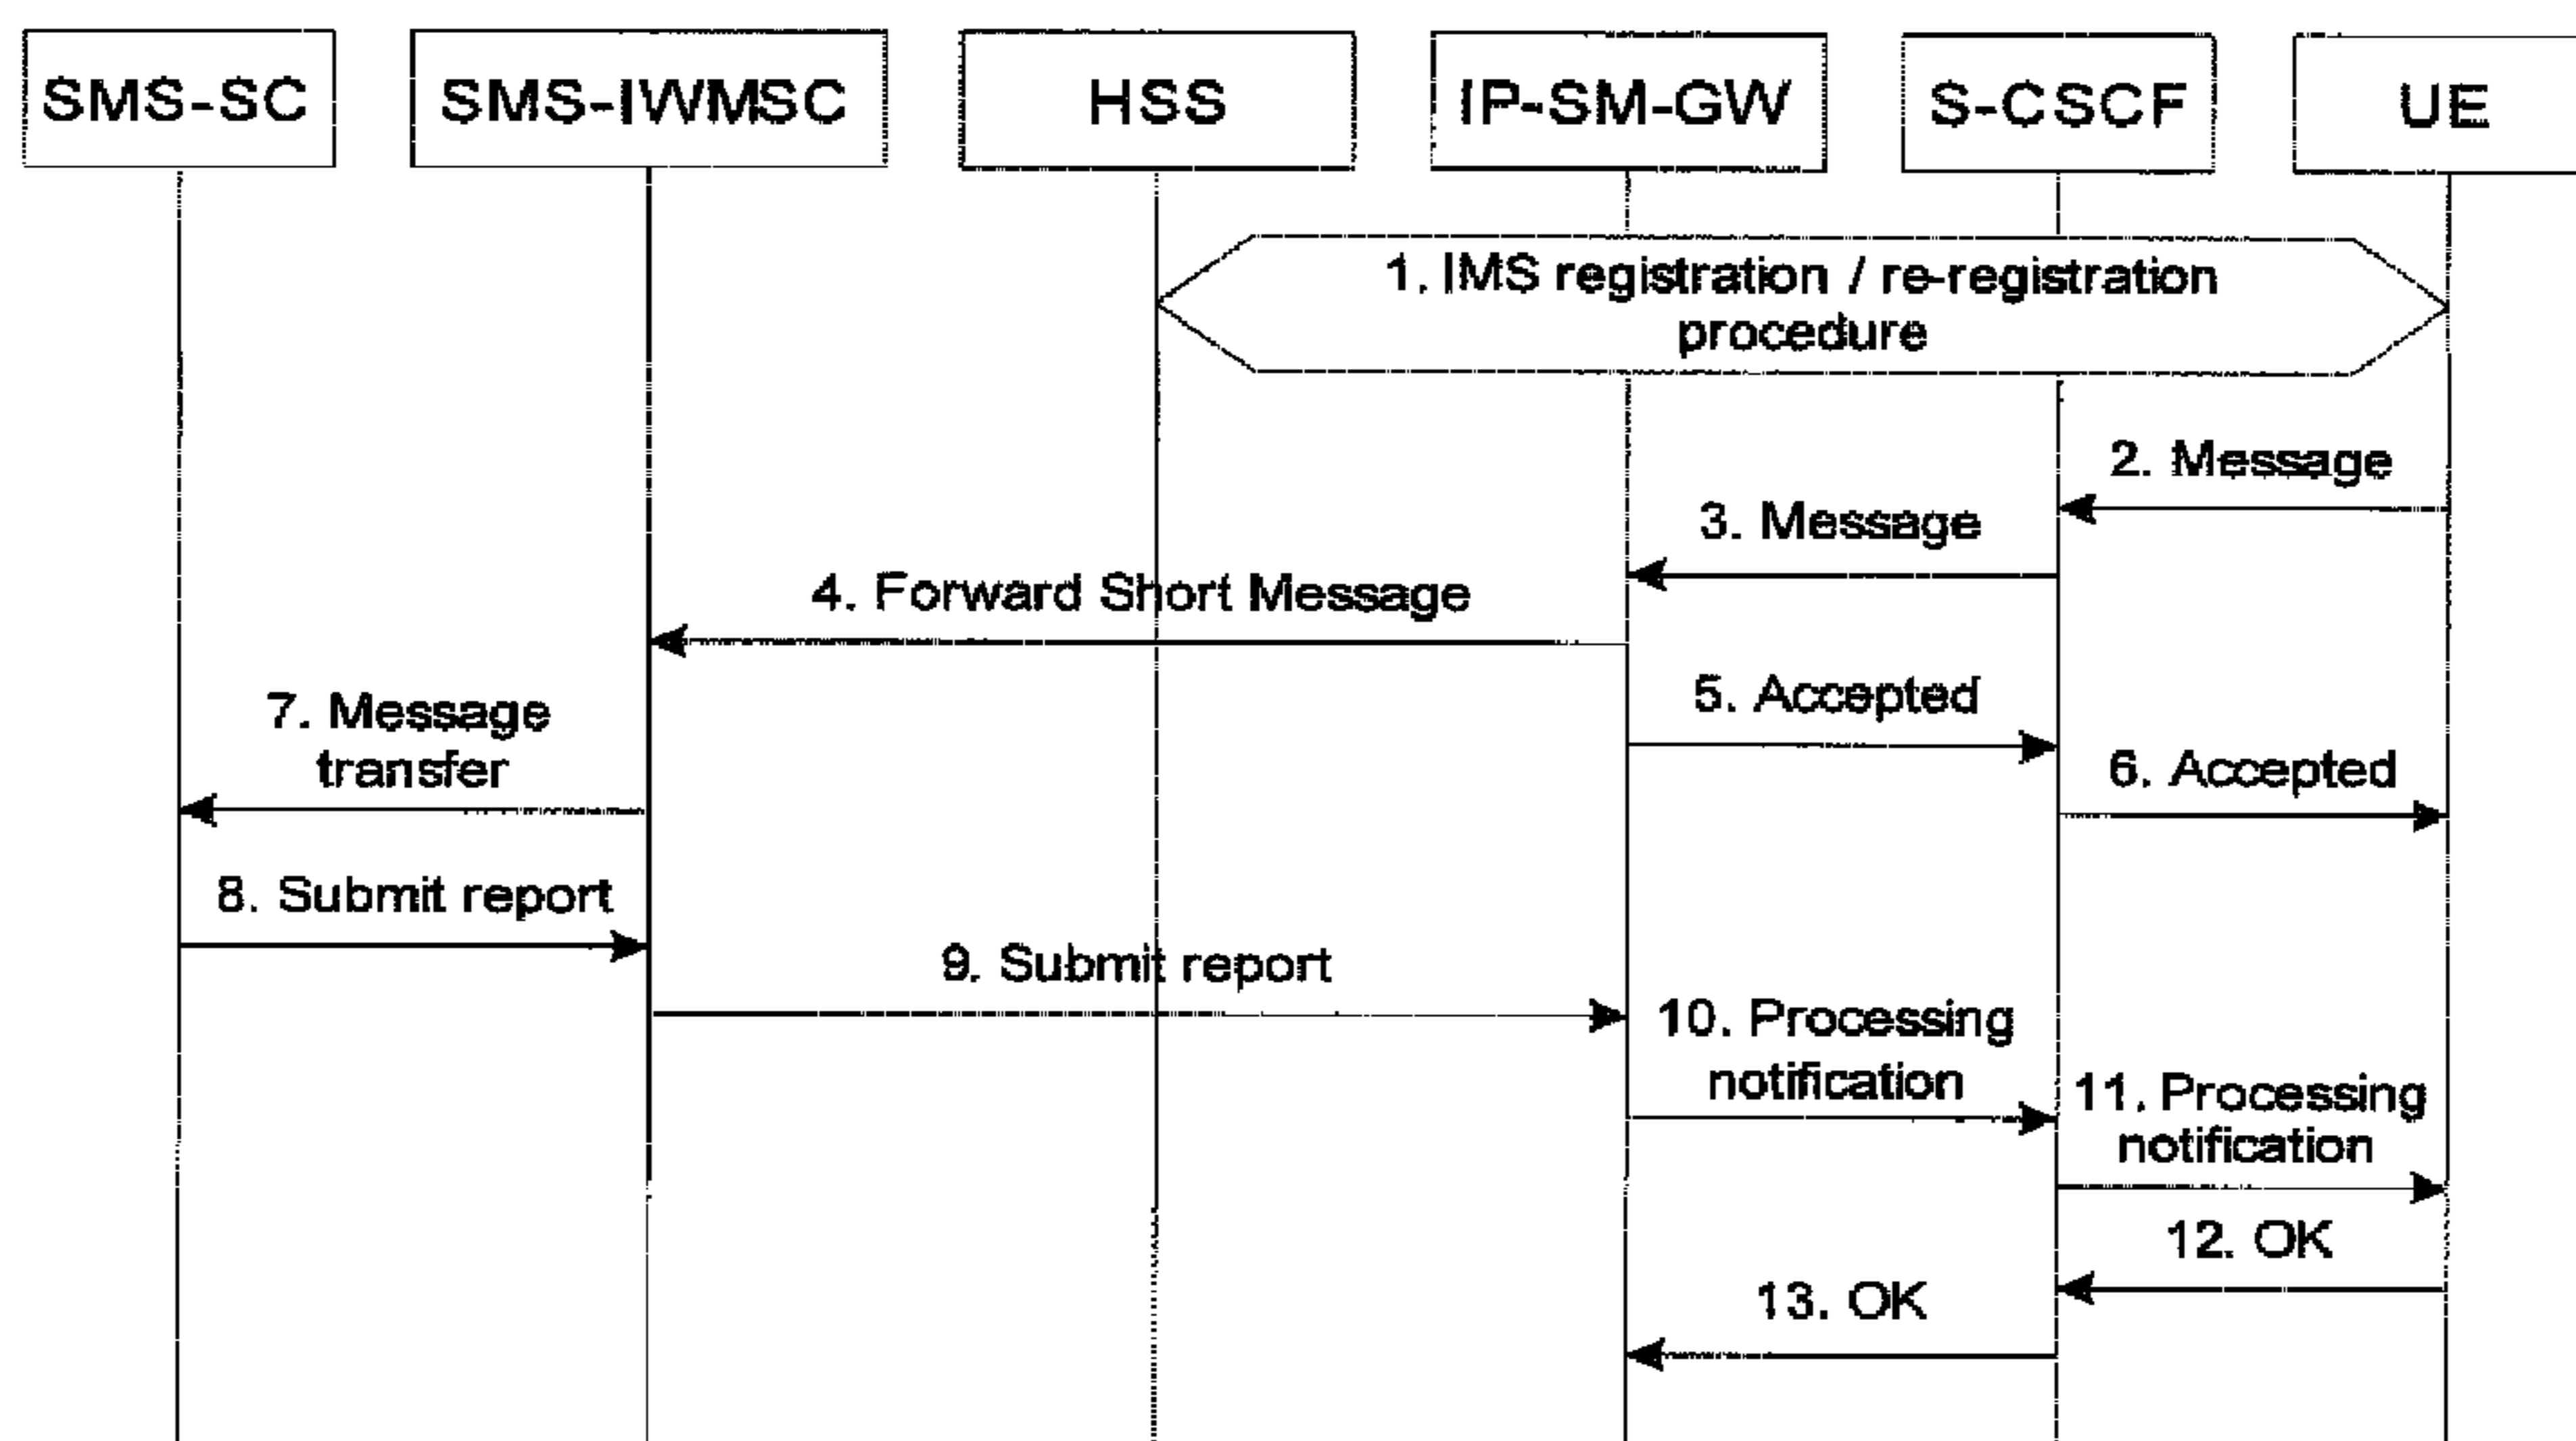 SMS-SC
SMS-IWMSC
HSS
IP-SM-GW
S-CSCF
UE
1. IMS registration / re-registration
procedure
2. Message
3. Message
4. Forward Short Message
5. Accepted
7. Message
transfer
6. Accepted
8. Submit report
9. Submit report
10. Processing
notification
11. Processing
notification
12. OK
13. OK